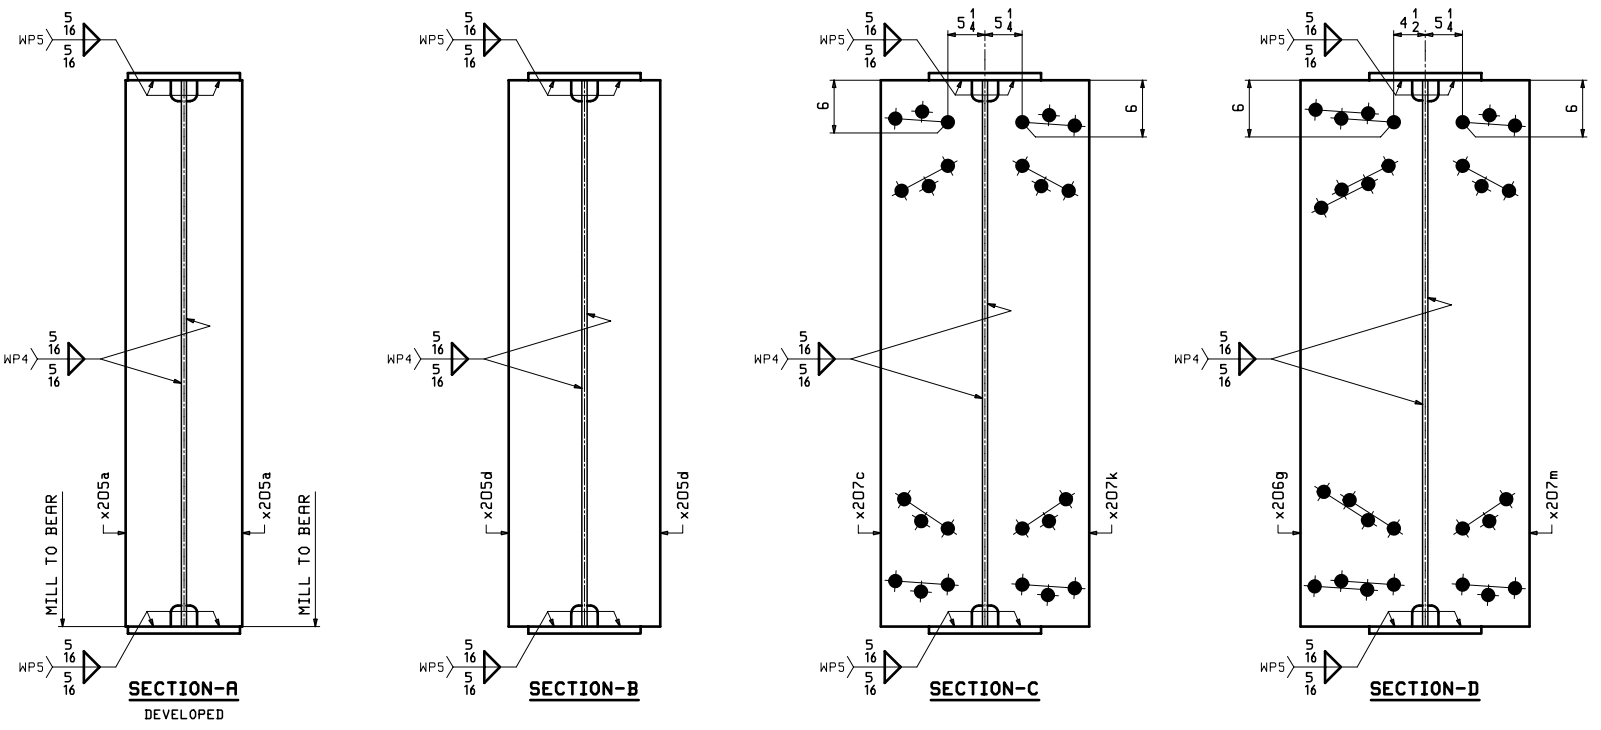 WP5
5
16
5
16
WP4
5
16
5
16
x205a
x205a
MILL TO BEAR
MILL TO BEAR
WP5
5
16
5
16
SECTION-A
DEVELOPED
WP5
5
16
5
16
WP4
5
16
5
16
x205d
x205d
WP5
5
16
5
16
SECTION-B
WP5
5
16
5
16
5 1/4
5 1/4
6
6
WP4
5
16
5
16
x207c
x207k
WP5
5
16
5
16
SECTION-C
WP5
5
16
5
16
4 1/2
5 1/4
6
6
WP4
5
16
5
16
x206g
x207m
WP5
5
16
5
16
SECTION-D